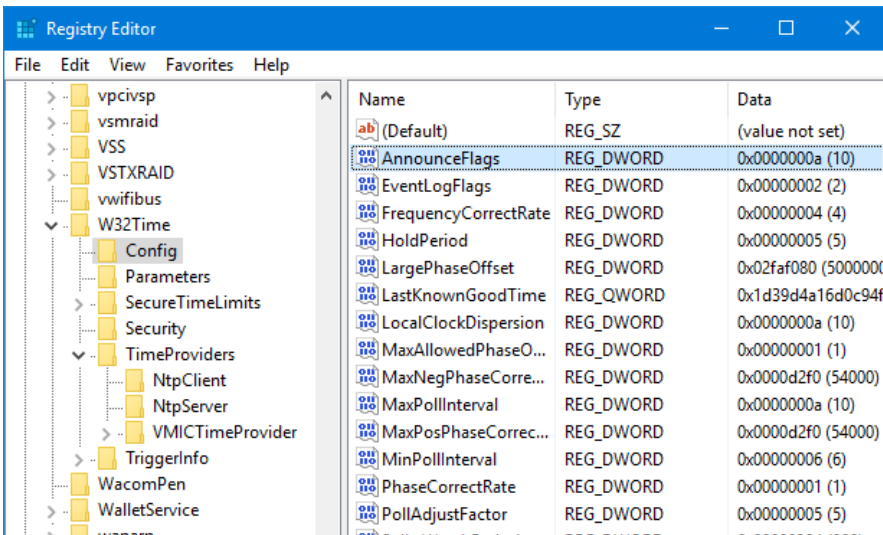 Registry Editor
File Edit View Favorites Help
vpcivsp
vsmraid
VSS
VSTXRAID
vwifibus
W32Time
Config
Parameters
SecureTimeLimits
Security
TimeProviders
NtpClient
NtpServer
VMICTimeProvider
TriggerInfo
WacomPen
WalletService
Name Type Data
(Default) REG_SZ (value not set)
AnnounceFlags REG_DWORD 0x0000000a (10)
EventLogFlags REG_DWORD 0x00000002 (2)
FrequencyCorrectRate REG_DWORD 0x00000004 (4)
HoldPeriod REG_DWORD 0x00000005 (5)
LargePhaseOffset REG_DWORD 0x02faf080 (5000000
LastKnownGoodTime REG_QWORD 0x1d39d4a16d0c94f
LocalClockDispersion REG_DWORD 0x0000000a (10)
MaxAllowedPhaseO... REG_DWORD 0x00000001 (1)
MaxNegPhaseCorre... REG_DWORD 0x0000d2f0 (54000)
MaxPollInterval REG_DWORD 0x0000000a (10)
MaxPosPhaseCorrec... REG_DWORD 0x0000d2f0 (54000)
MinPollInterval REG_DWORD 0x00000006 (6)
PhaseCorrectRate REG_DWORD 0x00000001 (1)
PollAdjustFactor REG_DWORD 0x00000005 (5)